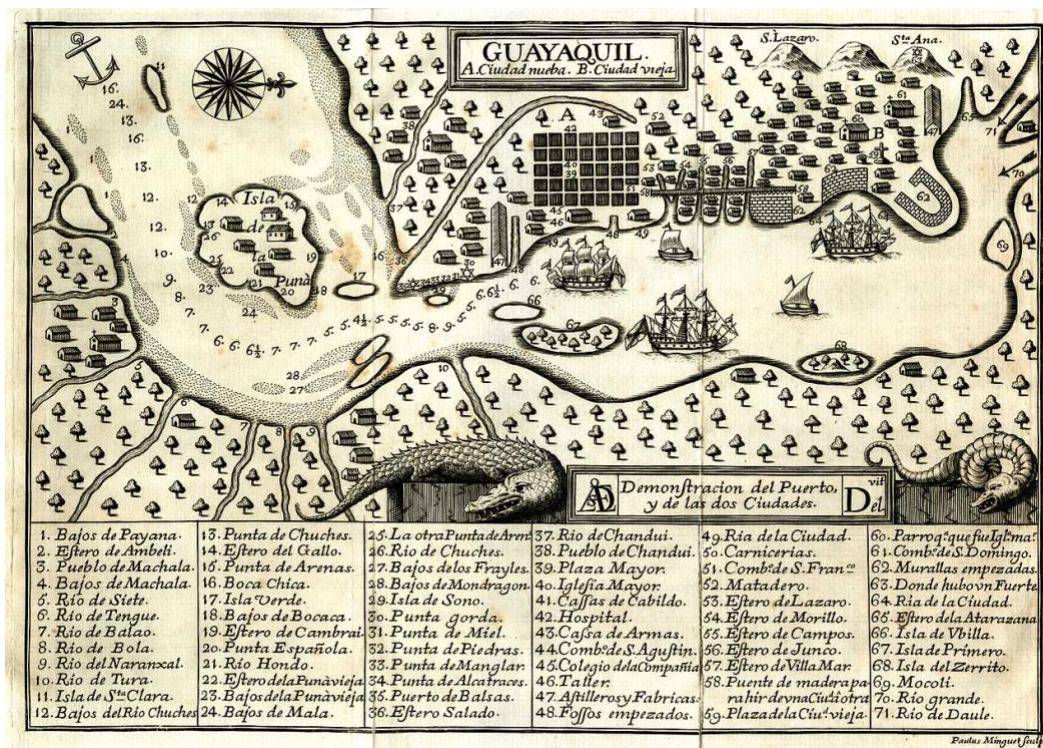 GUAYAQUIL.
A. Ciudad nueba. B. Ciudad vieja.
S. Lazaro.
Sta. Ana.
A
B
Isla
de
la
Punà
Demonstracion del Puerto,
y de las dos Ciudades.
vit
Del
1. Bajos de Payana.
2. Estero de Ambeli.
3. Pueblo de Machala.
4. Bajos de Machala.
5. Rio de Siete.
6. Rio de Tengue.
7. Rio de Balao.
8. Rio de Bola.
9. Rio del Naranxal.
10. Rio de Tura.
11. Isla de Sta. Clara.
12. Bajos del Rio Chuches
13. Punta de Chuches.
14. Estero del Gallo.
15. Punta de Arenas.
16. Boca Chica.
17. Isla Verde.
18. Bajos de Bocaca.
19. Estero de Cambrai.
20. Punta Española.
21. Rio Hondo.
22. Estero de la Punà vieja
23. Bajos de la Punà vieja
24. Bajos de Mala.
25. La otra Punta de Aren.
26. Rio de Chuches.
27. Bajos de los Frayles.
28. Bajos de Mondragon.
29. Isla de Sono.
30. Punta gorda.
31. Punta de Miel.
32. Punta de Piedras.
33. Punta de Manglar.
34. Punta de Alcatraces.
35. Puerto de Balsas.
36. Estero Salado.
37. Rio de Chandui.
38. Pueblo de Chandui.
39. Plaza Mayor.
40. Iglesia Mayor.
41. Cassas de Cabildo.
42. Hospital.
43. Cassa de Armas.
44. Combo. de S. Agustin.
45. Colegio de la Compañia
46. Taller.
47. Astilleros y Fabricas.
48. Fossos empezados.
49. Ria de la Ciudad.
50. Carnicerias.
51. Combo. de S. Franco
52. Matadero.
53. Estero de Lazaro.
54. Estero de Morillo.
55. Estero de Campos.
56. Estero de Junco.
57. Estero de Villa Mar.
58. Puente de madera pa
ra hir de vna Ciudà otra
59. Plaza de la Ciud. vieja
60. Parroq.a que fue Igla. ma.
61. Combo. de S. Domingo.
62. Murallas empezadas.
63. Donde hubo vn Fuerte
64. Ria de la Ciudad.
65. Estero de la Atarazana
66. Isla de Vbilla.
67. Isla de Primero.
68. Isla del Zerrito.
69. Mocoli.
70. Rio grande.
71. Rio de Daule.
Paulus Minguet sculp